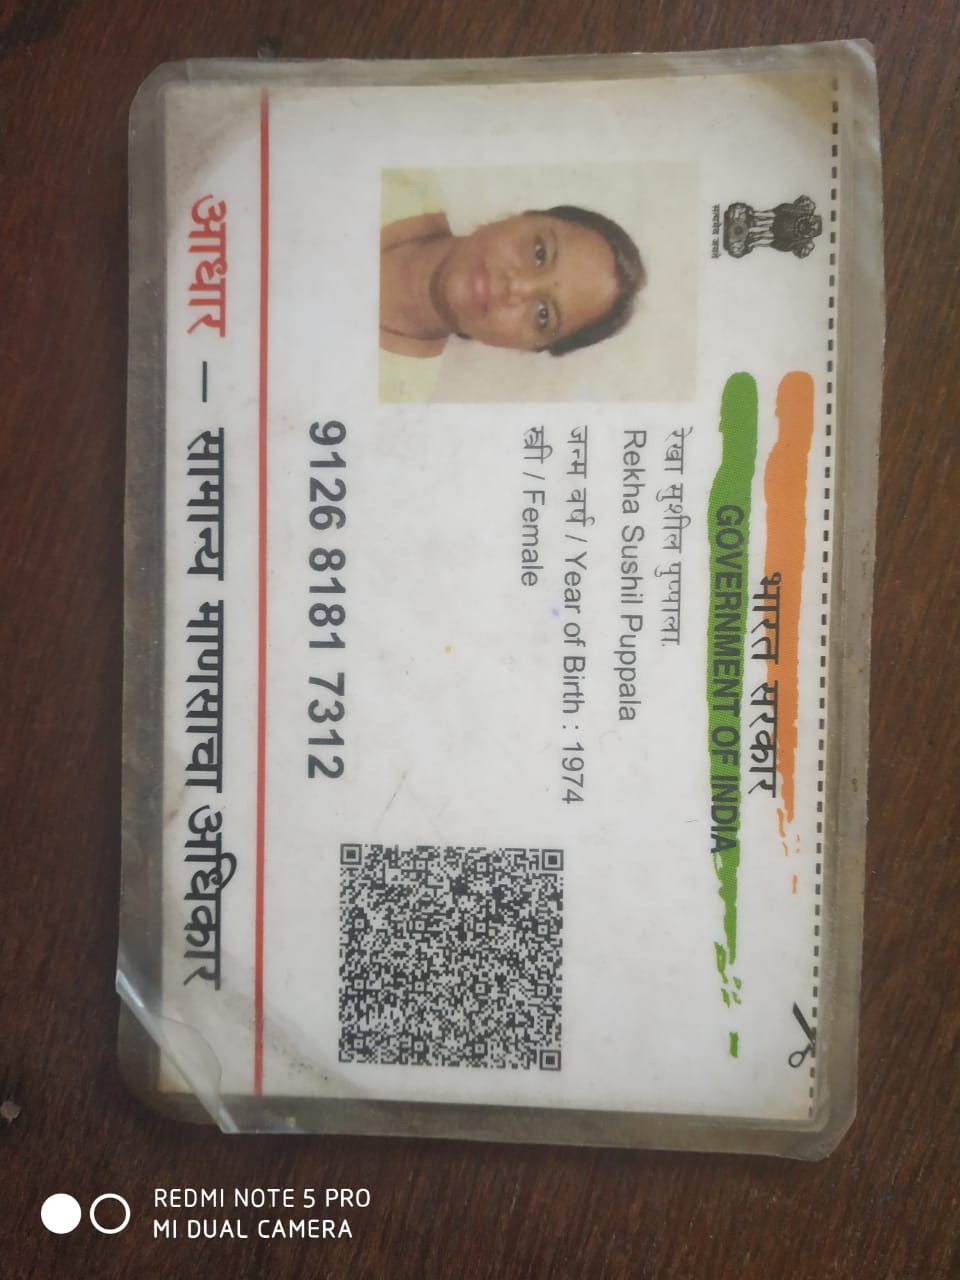 सत्यमेव जयते
भारत सरकार
GOVERNMENT OF INDIA
रेखा सुशील पुप्पाला
Rekha Sushil Puppala
जन्म वर्ष / Year of Birth : 1974
स्त्री / Female
9126 8181 7312
आधार — सामान्य माणसाचा अधिकार
REDMI NOTE 5 PRO
MI DUAL CAMERA